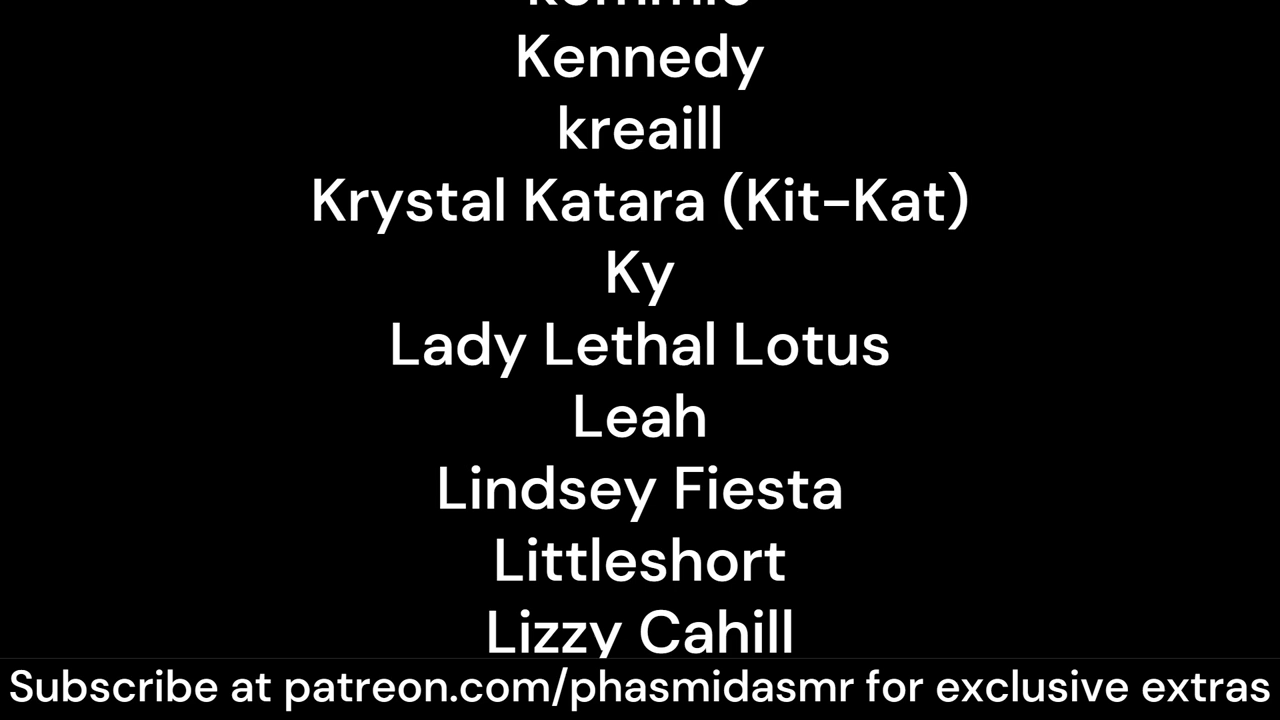 Kennedy
kreaill
Krystal Katara (Kit-Kat)
Ky
Lady Lethal Lotus
Leah
Lindsey Fiesta
Littleshort
Lizzy Cahill
Subscribe at patreon.com/phasmidasmr for exclusive extras